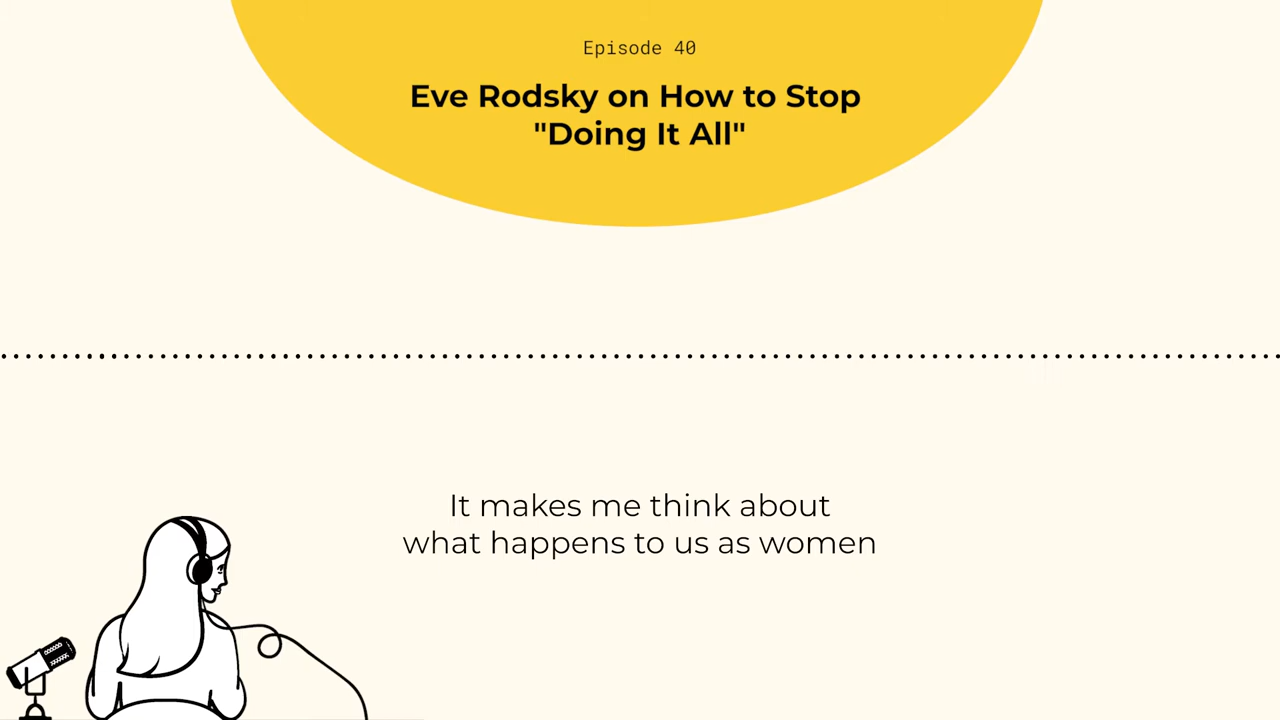 Episode 40
Eve Rodsky on How to Stop
"Doing It All"
It makes me think about
what happens to us as women